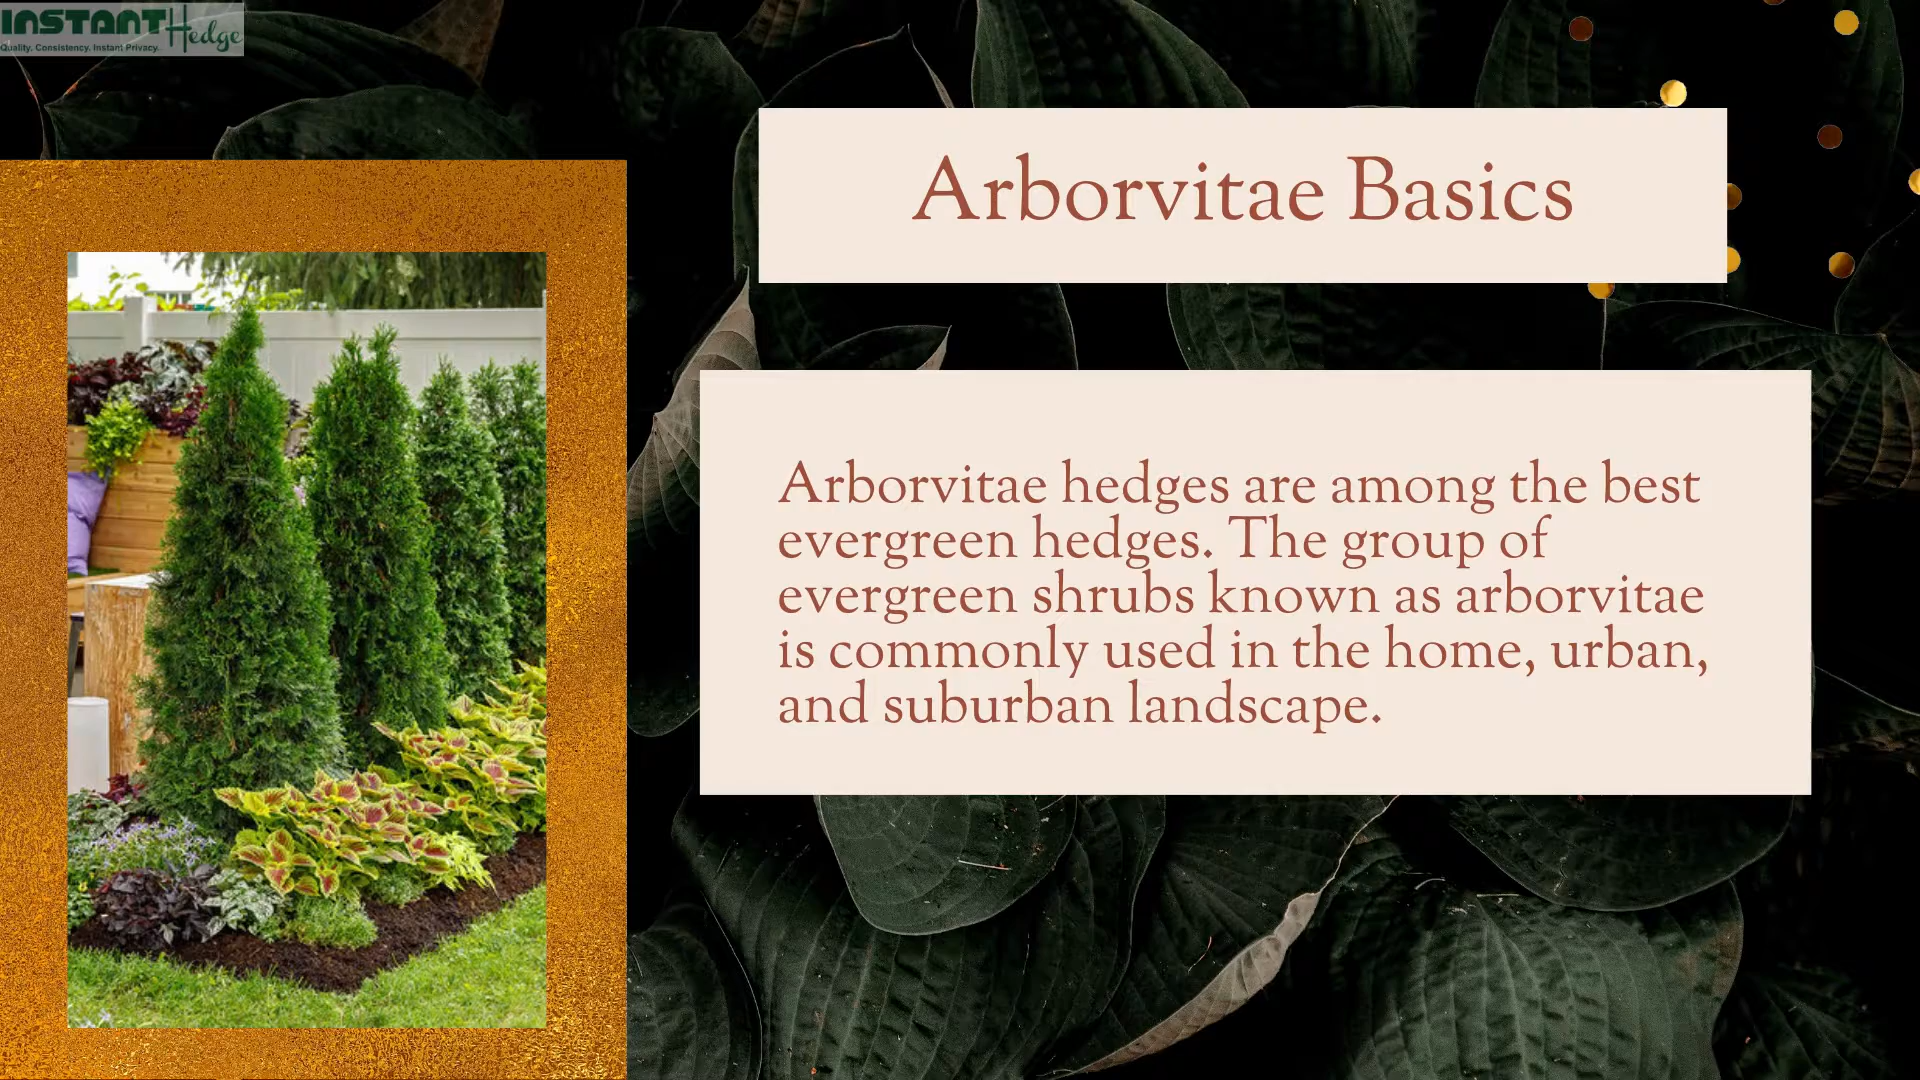 INSTANT Hedge
Quality. Consistency. Instant Privacy.
Arborvitae Basics
Arborvitae hedges are among the best
evergreen hedges. The group of
evergreen shrubs known as arborvitae
is commonly used in the home, urban,
and suburban landscape.